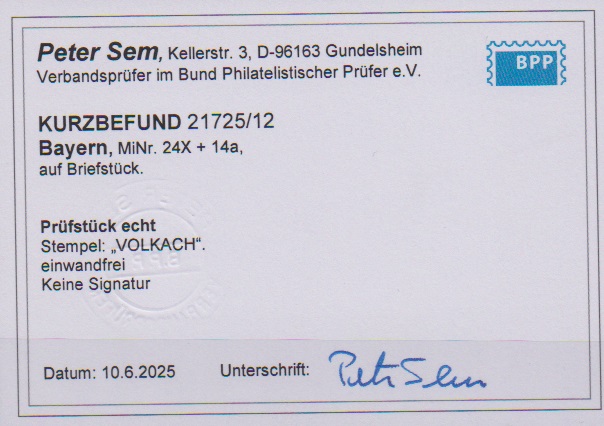 Peter Sem, Kellerstr. 3, D-96163 Gundelsheim
Verbandsprüfer im Bund Philatelistischer Prüfer e.V.
BPP
KURZBEFUND 21725/12
Bayern, MiNr. 24X + 14a,
auf Briefstück.
Prüfstück echt
Stempel: „VOLKACH“.
einwandfrei
Keine Signatur
Datum: 10.6.2025 Unterschrift: Peter Sem